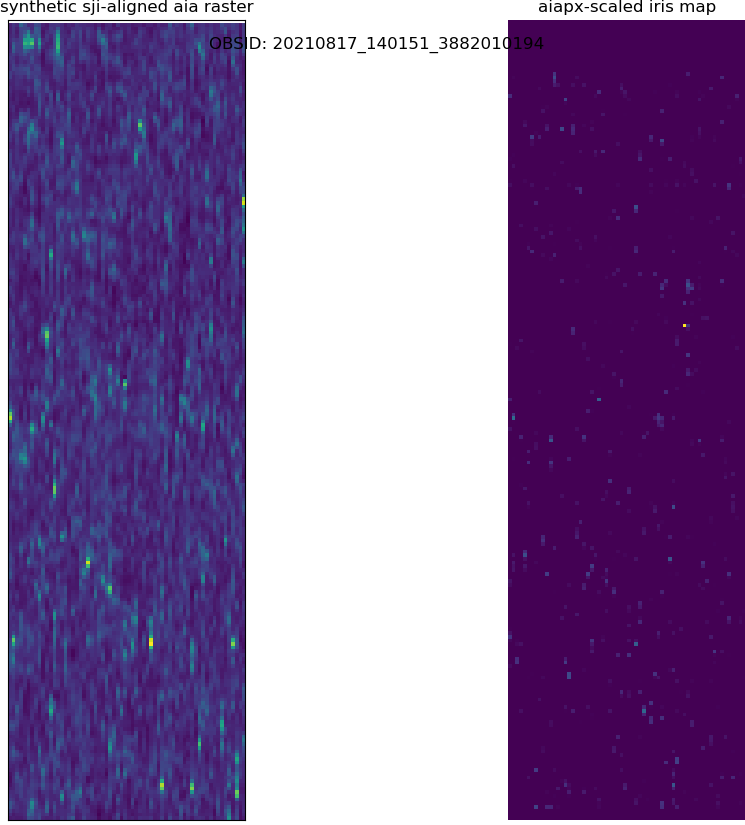 synthetic sji-aligned aia raster
aiapx-scaled iris map
OBSID: 20210817_140151_3882010194